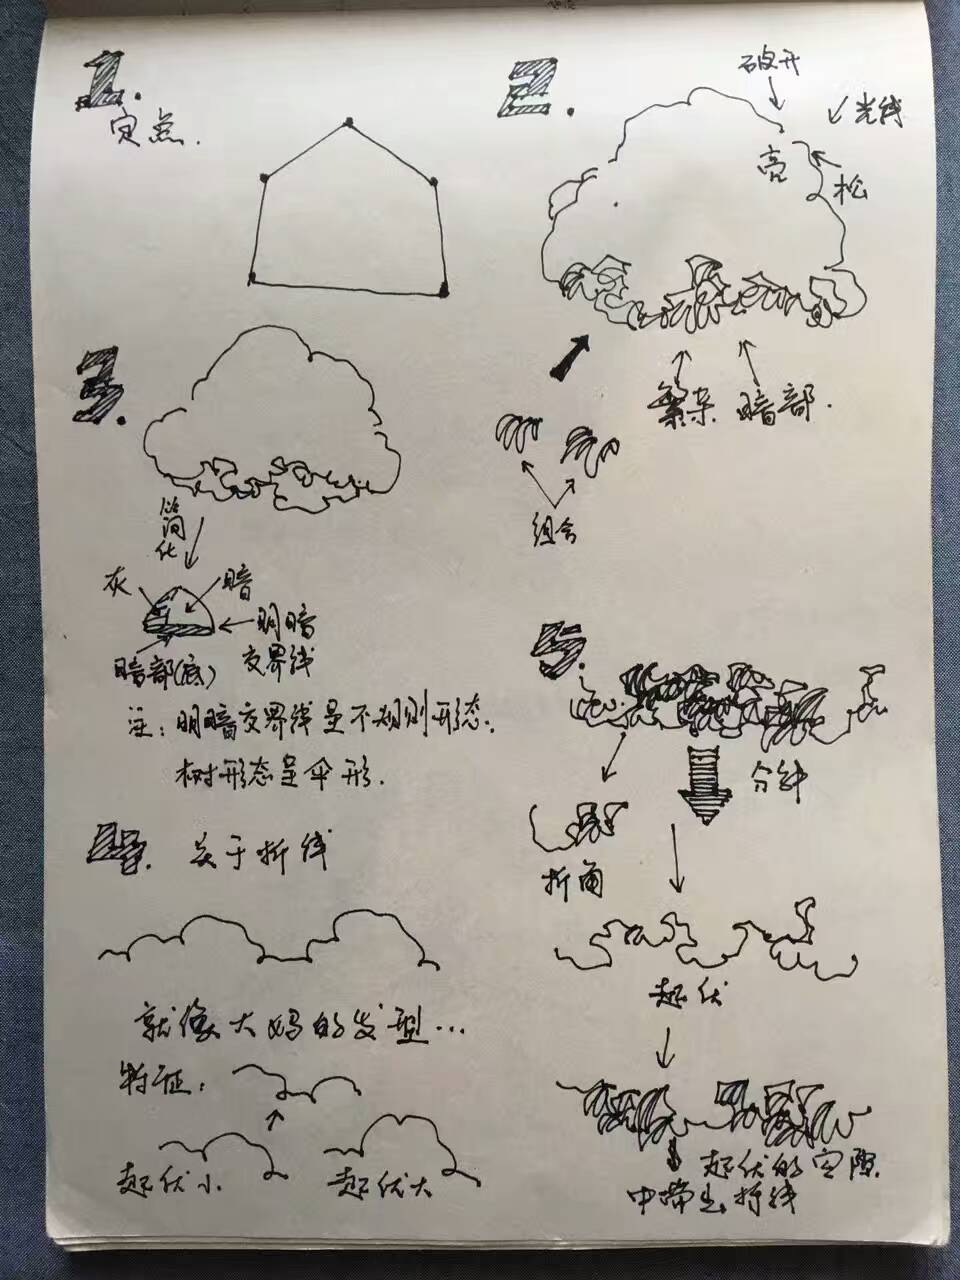 1.
定点.
2.
破开
光线
亮
松
繁杂 暗部.
组合
3.
简化
灰
暗
明暗
交界线
暗部(底)
注: 明暗交界线是不规则形态.
树形态呈伞形.
4. 关于折线
就像大妈的发型...
特征:
起伏小
起伏大
5.
折角
起伏
起伏的空隙
中带出折线